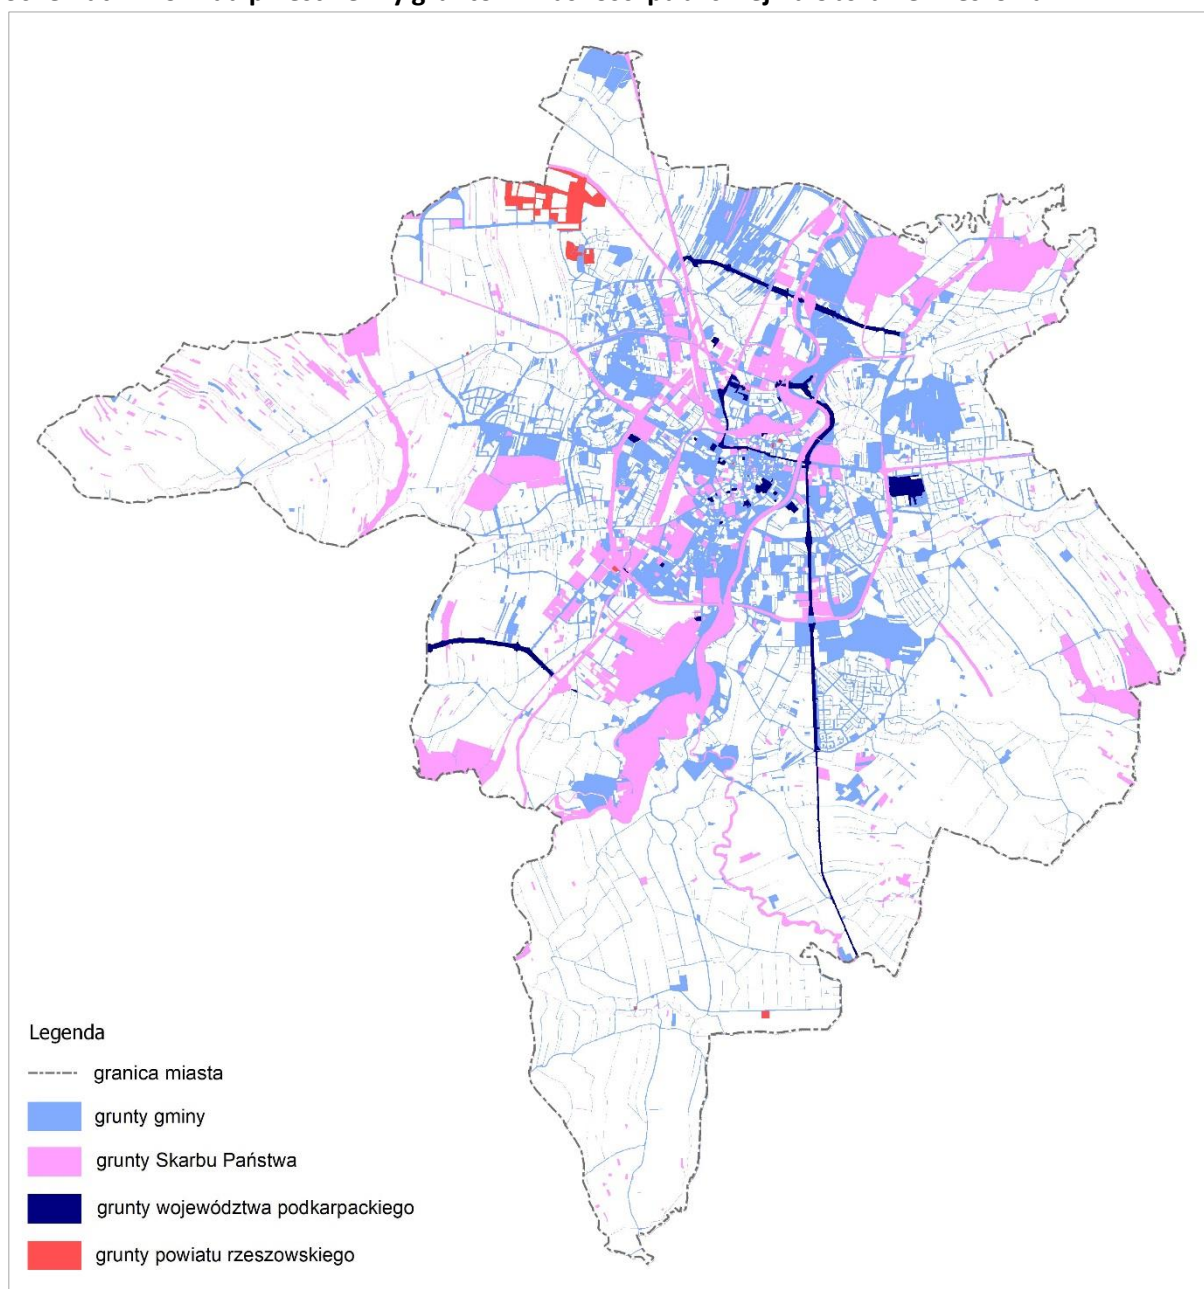 Legenda
granica miasta
grunty gminy
grunty Skarbu Państwa
grunty województwa podkarpackiego
grunty powiatu rzeszowskiego